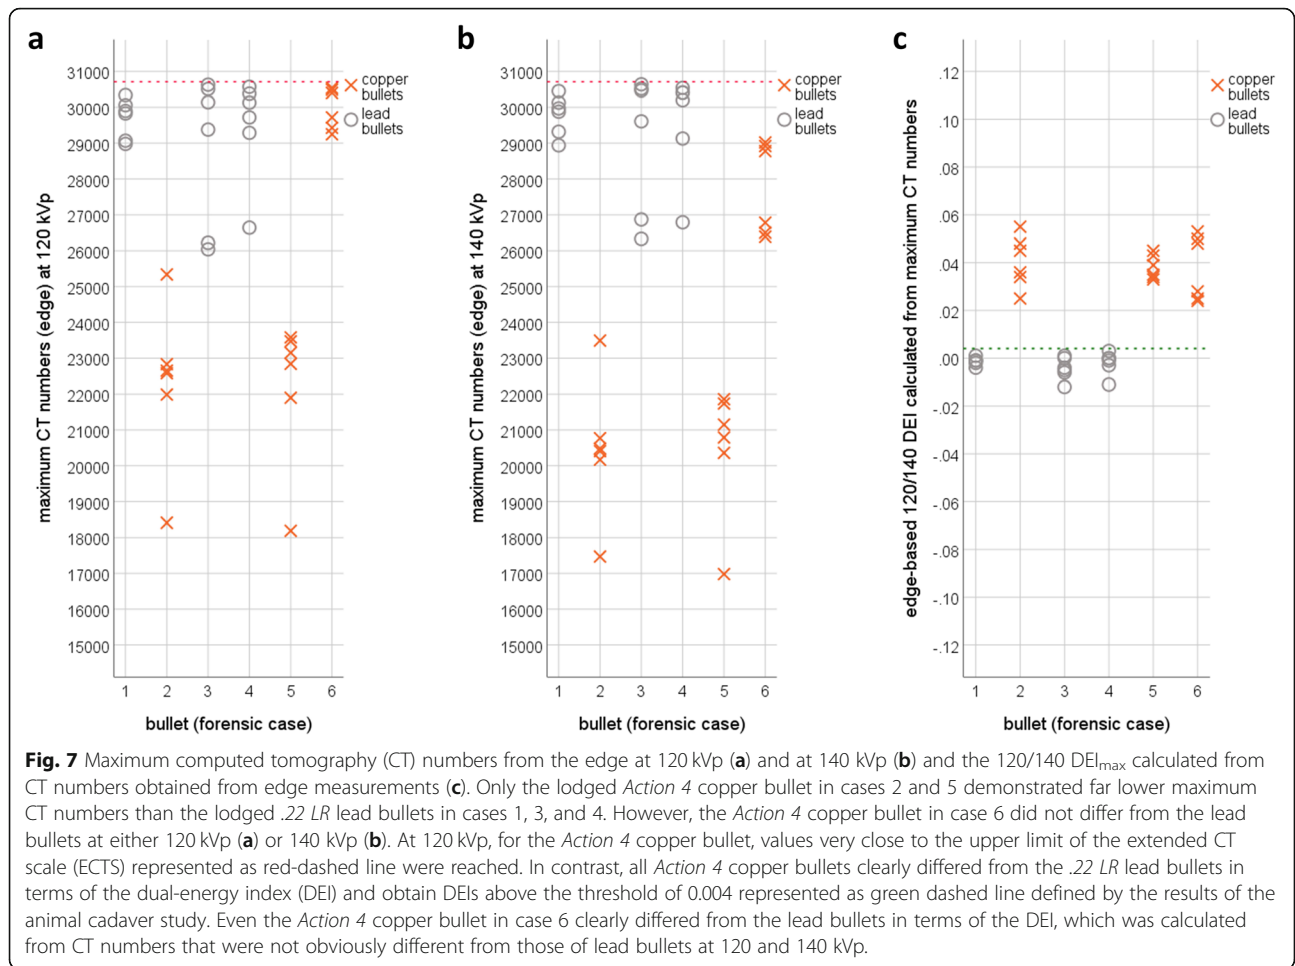 a
31000
30000
29000
28000
27000
26000
25000
24000
23000
22000
21000
20000
19000
18000
17000
16000
15000
maximum CT numbers (edge) at 120 kVp
1 2 3 4 5 6
bullet (forensic case)
copper
bullets
lead
bullets
b
31000
30000
29000
28000
27000
26000
25000
24000
23000
22000
21000
20000
19000
18000
17000
16000
15000
maximum CT numbers (edge) at 140 kVp
1 2 3 4 5 6
bullet (forensic case)
copper
bullets
lead
bullets
c
.12
.10
.08
.06
.04
.02
.00
-.02
-.04
-.06
-.08
-.10
-.12
edge-based 120/140 DEI calculated from maximum CT numbers
1 2 3 4 5 6
bullet (forensic case)
copper
bullets
lead
bullets
Fig. 7 Maximum computed tomography (CT) numbers from the edge at 120 kVp (a) and at 140 kVp (b) and the 120/140 DEImax calculated from
CT numbers obtained from edge measurements (c). Only the lodged Action 4 copper bullet in cases 2 and 5 demonstrated far lower maximum
CT numbers than the lodged .22 LR lead bullets in cases 1, 3, and 4. However, the Action 4 copper bullet in case 6 did not differ from the lead
bullets at either 120 kVp (a) or 140 kVp (b). At 120 kVp, for the Action 4 copper bullet, values very close to the upper limit of the extended CT
scale (ECTS) represented as red-dashed line were reached. In contrast, all Action 4 copper bullets clearly differed from the .22 LR lead bullets in
terms of the dual-energy index (DEI) and obtain DEIs above the threshold of 0.004 represented as green dashed line defined by the results of the
animal cadaver study. Even the Action 4 copper bullet in case 6 clearly differed from the lead bullets in terms of the DEI, which was calculated
from CT numbers that were not obviously different from those of lead bullets at 120 and 140 kVp.